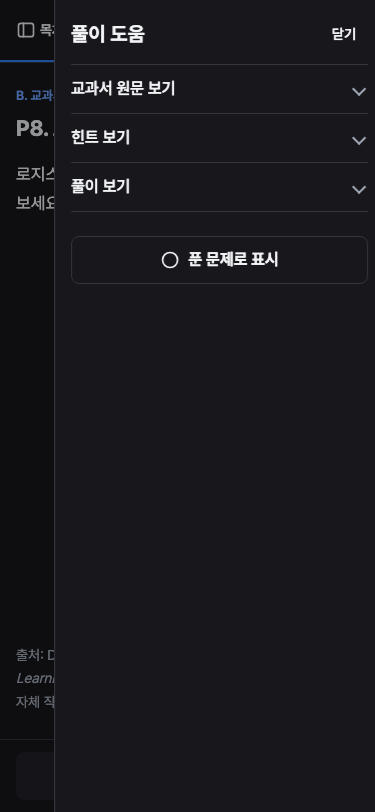 풀이 도움
닫기
교과서 원문 보기
힌트 보기
풀이 보기
푼 문제로 표시
B. 교과
P8.
로지스
보세요
출처: D
Learni
자체 직